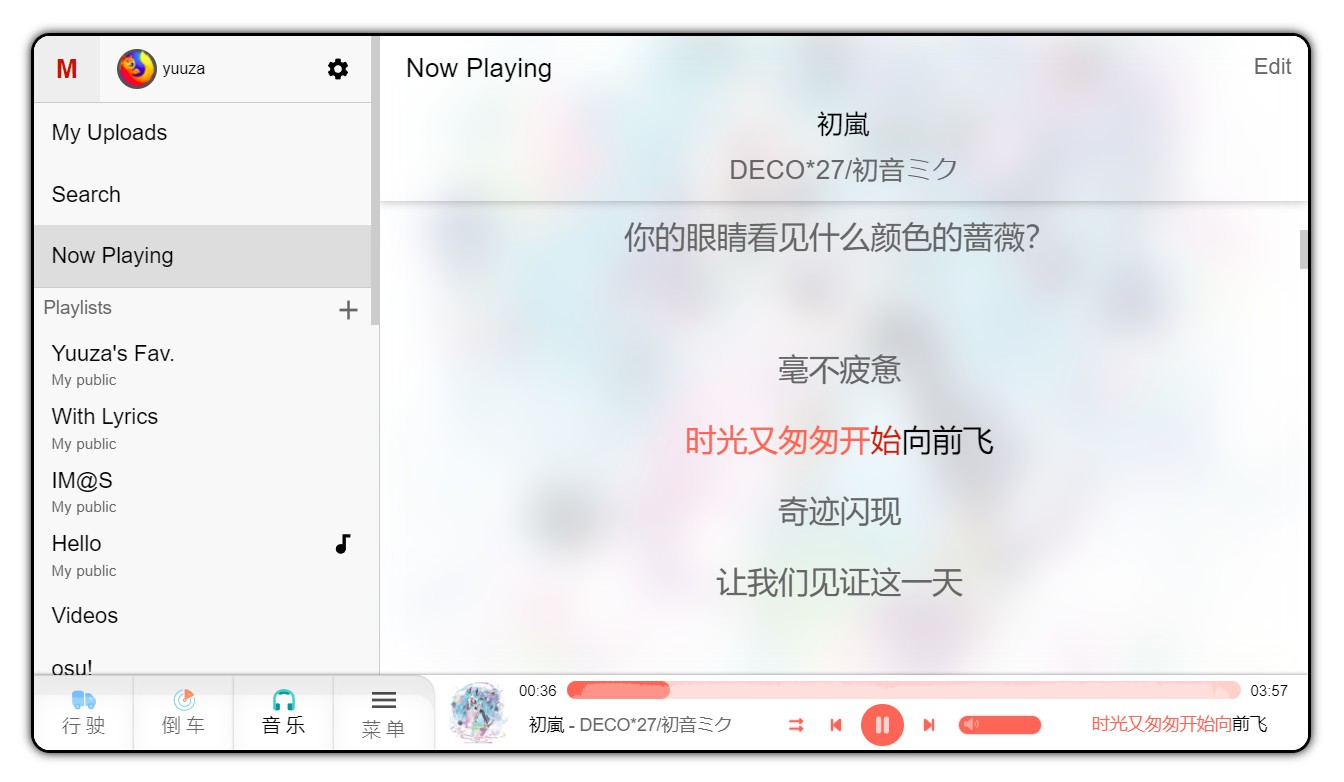 M
yuuza
My Uploads
Search
Now Playing
Playlists
Yuuza's Fav.
My public
With Lyrics
My public
IM@S
My public
Hello
My public
Videos
osu!
Now Playing
Edit
初嵐
DECO*27/初音ミク
你的眼睛看见什么颜色的蔷薇?
毫不疲惫
时光又匆匆开始向前飞
奇迹闪现
让我们见证这一天
行驶
倒车
音乐
菜单
00:36
03:57
初嵐 - DECO*27/初音ミク
时光又匆匆开始向前飞